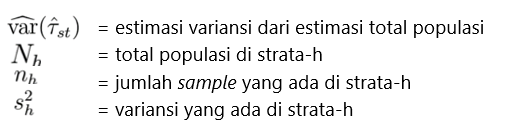 v̂ar(τ̂_st) = estimasi variansi dari estimasi total populasi
N_h = total populasi di strata-h
n_h = jumlah sample yang ada di strata-h
s_h^2 = variansi yang ada di strata-h